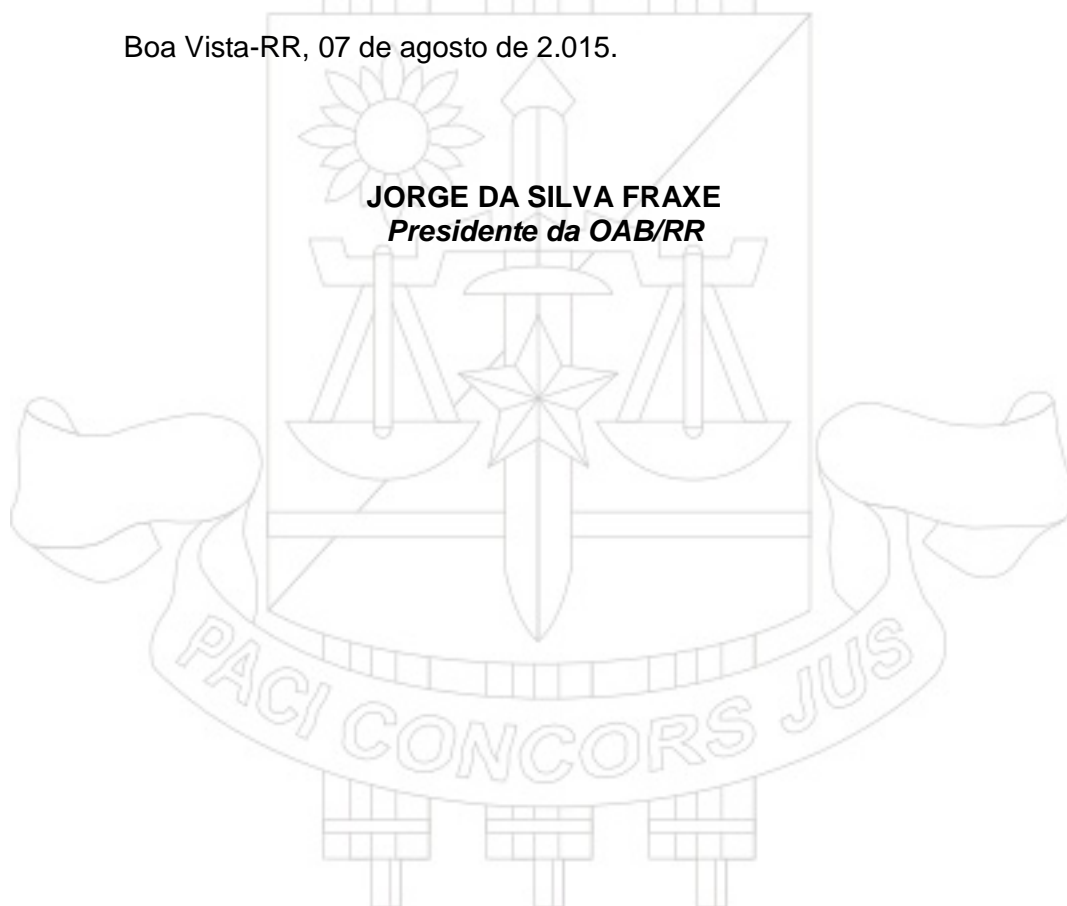 Boa Vista-RR, 07 de agosto de 2.015.
JORGE DA SILVA FRAXE
Presidente da OAB/RR
PACI CONCORS JUS